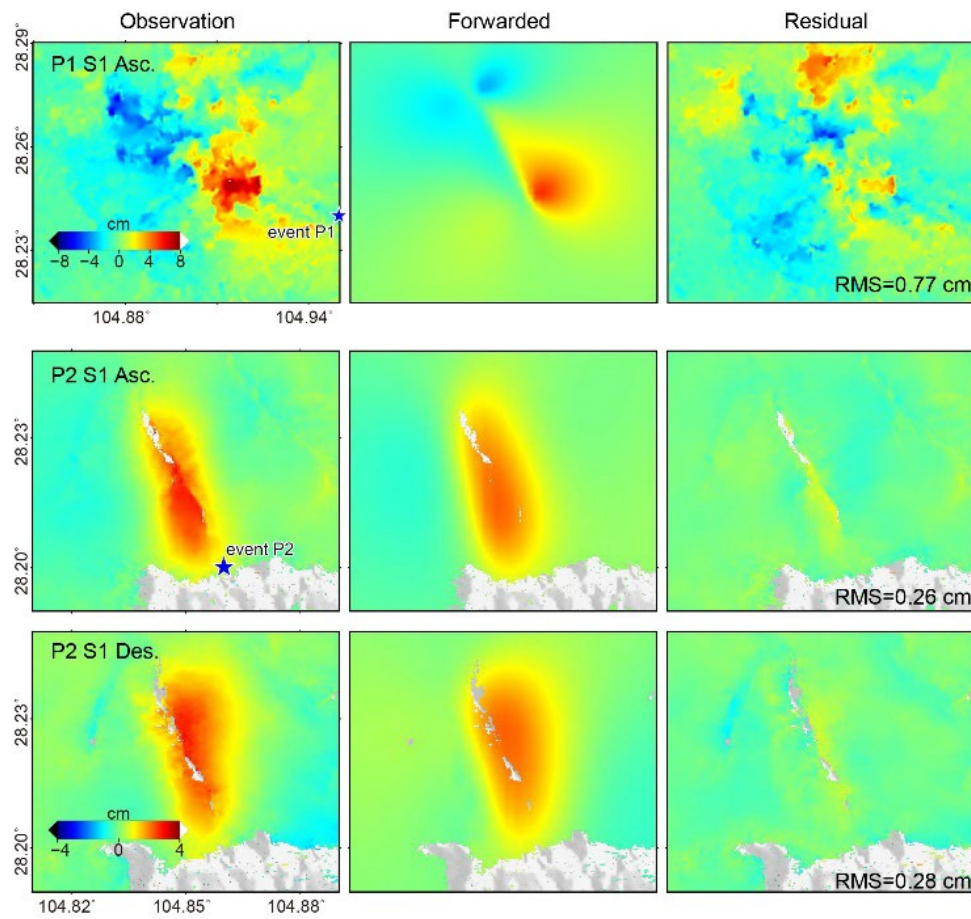 Observation Forwarded Residual
28.29°
P1 S1 Asc.
28.26°
cm
event P1
−8 −4 0 4 8
28.23°
RMS=0.77 cm
104.88° 104.94°
P2 S1 Asc.
28.23°
event P2
28.20°
RMS=0.26 cm
P2 S1 Des.
28.23°
cm
−4 0 4
28.20°
RMS=0.28 cm
104.82° 104.85° 104.88°